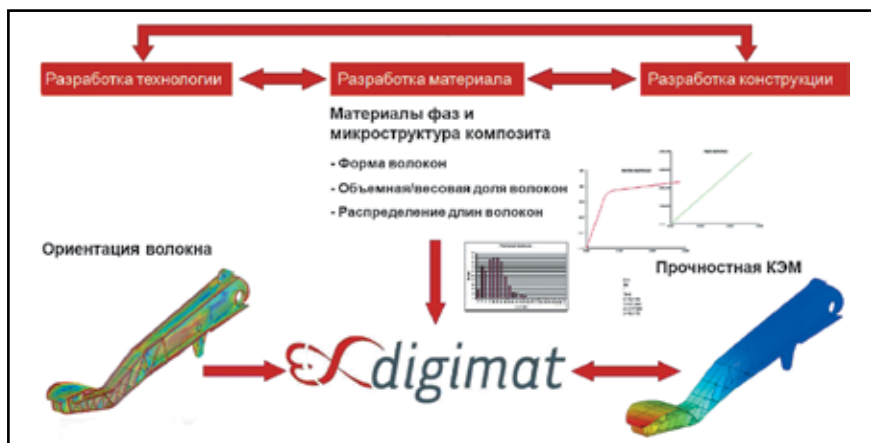 Разработка технологии
Разработка материала
Разработка конструкции
Материалы фаз и
микроструктура композита
- Форма волокон
- Объемная/весовая доля волокон
- Распределение длин волокон
Ориентация волокна
Прочностная КЭМ
digimat